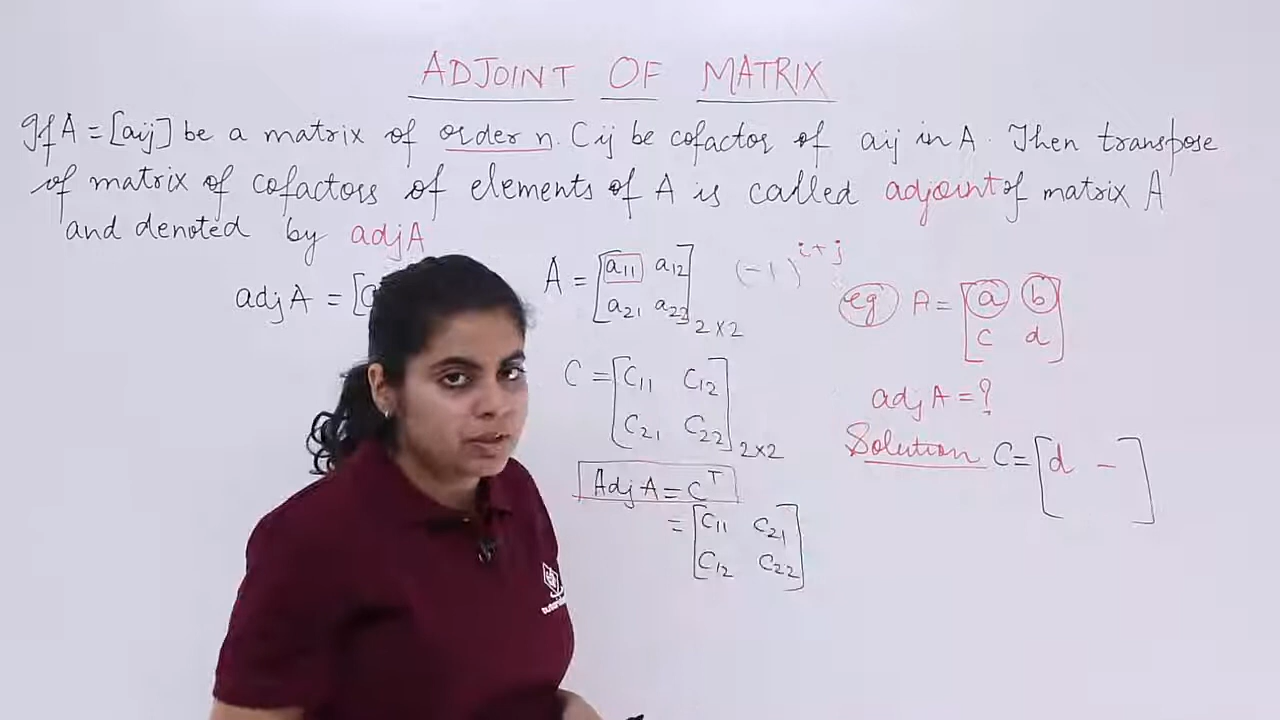 ADJOINT OF MATRIX
If A = [aij] be a matrix of order n. Cij be cofactor of aij in A. Then transpose
of matrix of cofactors of elements of A is called adjoint of matrix A
and denoted by adjA
adjA = [a
A = [a11 a12
a21 a22] 2×2
(-1)^i+j
C = [C11 C12
C21 C22] 2×2
Adj A = C^T
= [C11 C21
C12 C22]
eg A = [a b
c d]
adj A = ?
Solution C = [d - ]